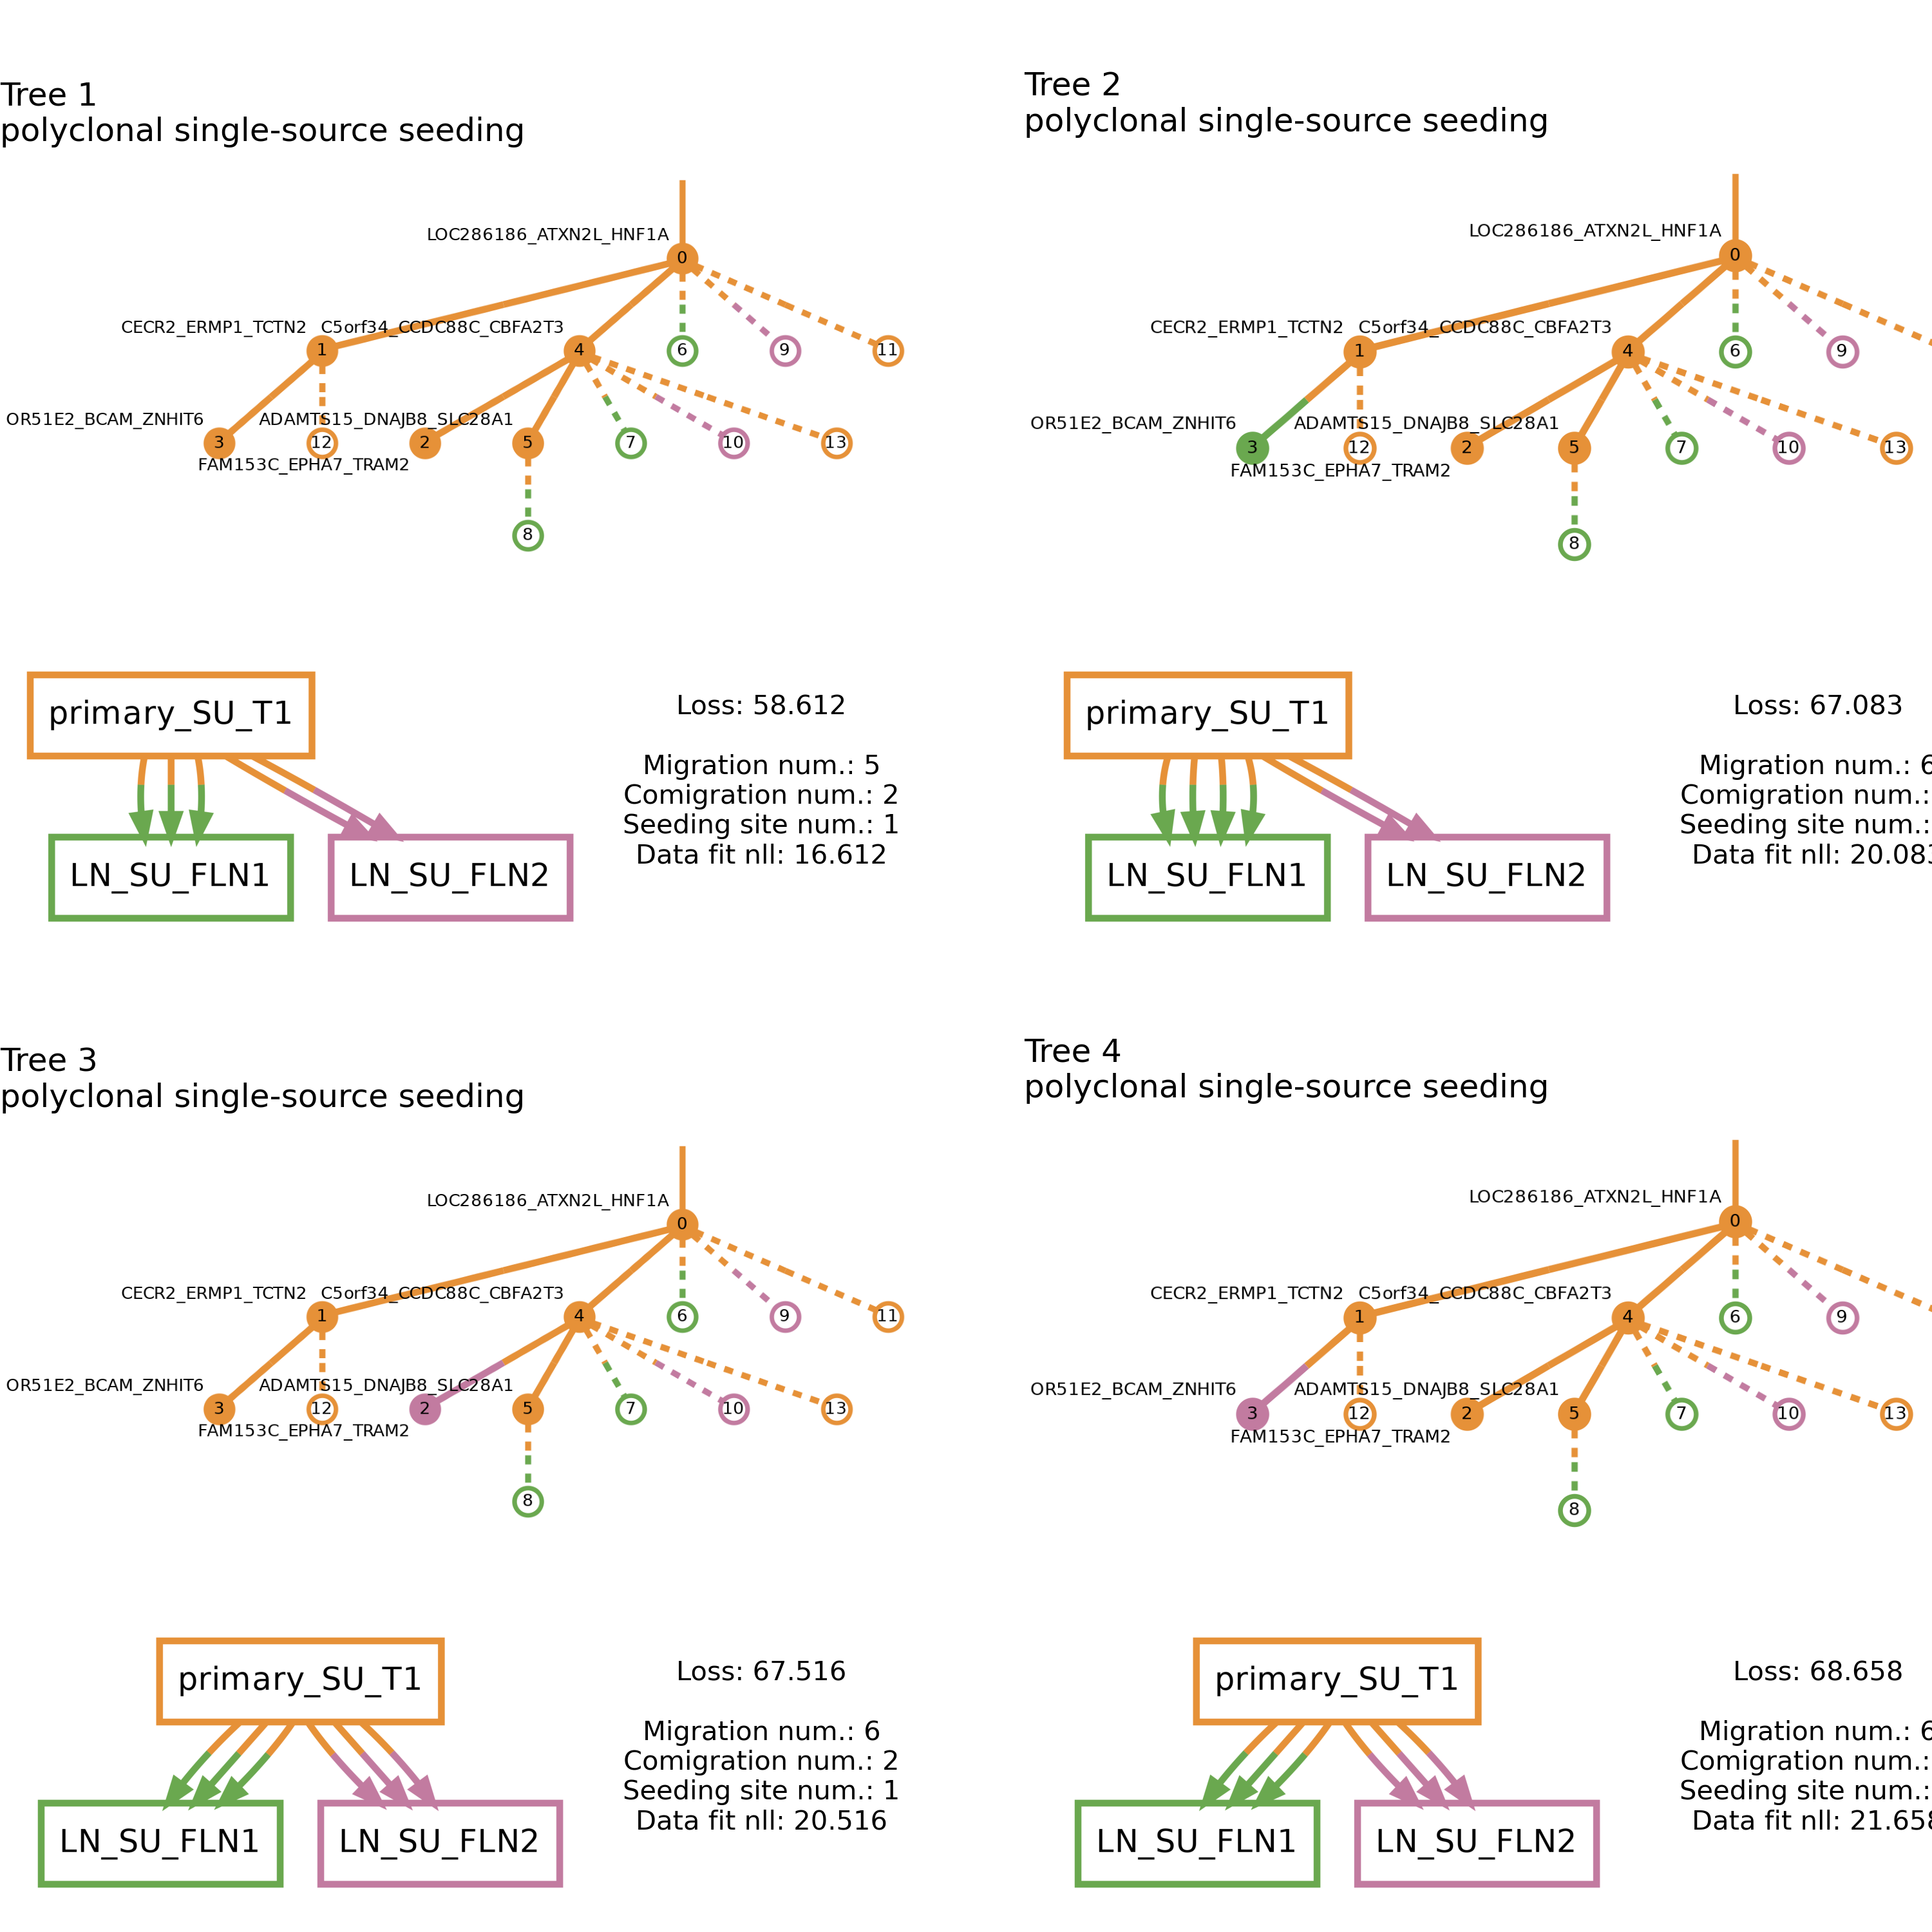 Tree 1
polyclonal single-source seeding
LOC286186_ATXN2L_HNF1A
0
CECR2_ERMP1_TCTN2
C5orf34_CCDC88C_CBFA2T3
1
4
6
9
11
OR51E2_BCAM_ZNHIT6
ADAMTS15_DNAJB8_SLC28A1
3
12
2
5
7
10
13
FAM153C_EPHA7_TRAM2
8
primary_SU_T1
LN_SU_FLN1
LN_SU_FLN2
Loss: 58.612
Migration num.: 5
Comigration num.: 2
Seeding site num.: 1
Data fit nll: 16.612
Tree 2
polyclonal single-source seeding
LOC286186_ATXN2L_HNF1A
0
CECR2_ERMP1_TCTN2
C5orf34_CCDC88C_CBFA2T3
1
4
6
9
OR51E2_BCAM_ZNHIT6
ADAMTS15_DNAJB8_SLC28A1
3
12
2
5
7
10
13
FAM153C_EPHA7_TRAM2
8
primary_SU_T1
LN_SU_FLN1
LN_SU_FLN2
Loss: 67.083
Migration num.: 6
Comigration num.:
Seeding site num.:
Data fit nll: 20.083
Tree 3
polyclonal single-source seeding
LOC286186_ATXN2L_HNF1A
0
CECR2_ERMP1_TCTN2
C5orf34_CCDC88C_CBFA2T3
1
4
6
9
11
OR51E2_BCAM_ZNHIT6
ADAMTS15_DNAJB8_SLC28A1
3
12
2
5
7
10
13
FAM153C_EPHA7_TRAM2
8
primary_SU_T1
LN_SU_FLN1
LN_SU_FLN2
Loss: 67.516
Migration num.: 6
Comigration num.: 2
Seeding site num.: 1
Data fit nll: 20.516
Tree 4
polyclonal single-source seeding
LOC286186_ATXN2L_HNF1A
0
CECR2_ERMP1_TCTN2
C5orf34_CCDC88C_CBFA2T3
1
4
6
9
OR51E2_BCAM_ZNHIT6
ADAMTS15_DNAJB8_SLC28A1
3
12
2
5
7
10
13
FAM153C_EPHA7_TRAM2
8
primary_SU_T1
LN_SU_FLN1
LN_SU_FLN2
Loss: 68.658
Migration num.: 6
Comigration num.:
Seeding site num.:
Data fit nll: 21.658